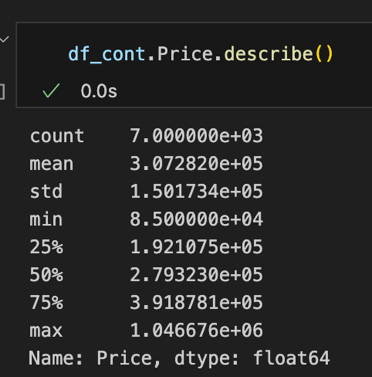 df_cont.Price.describe()
0.0s
count 7.000000e+03
mean 3.072820e+05
std 1.501734e+05
min 8.500000e+04
25% 1.921075e+05
50% 2.793230e+05
75% 3.918781e+05
max 1.046676e+06
Name: Price, dtype: float64